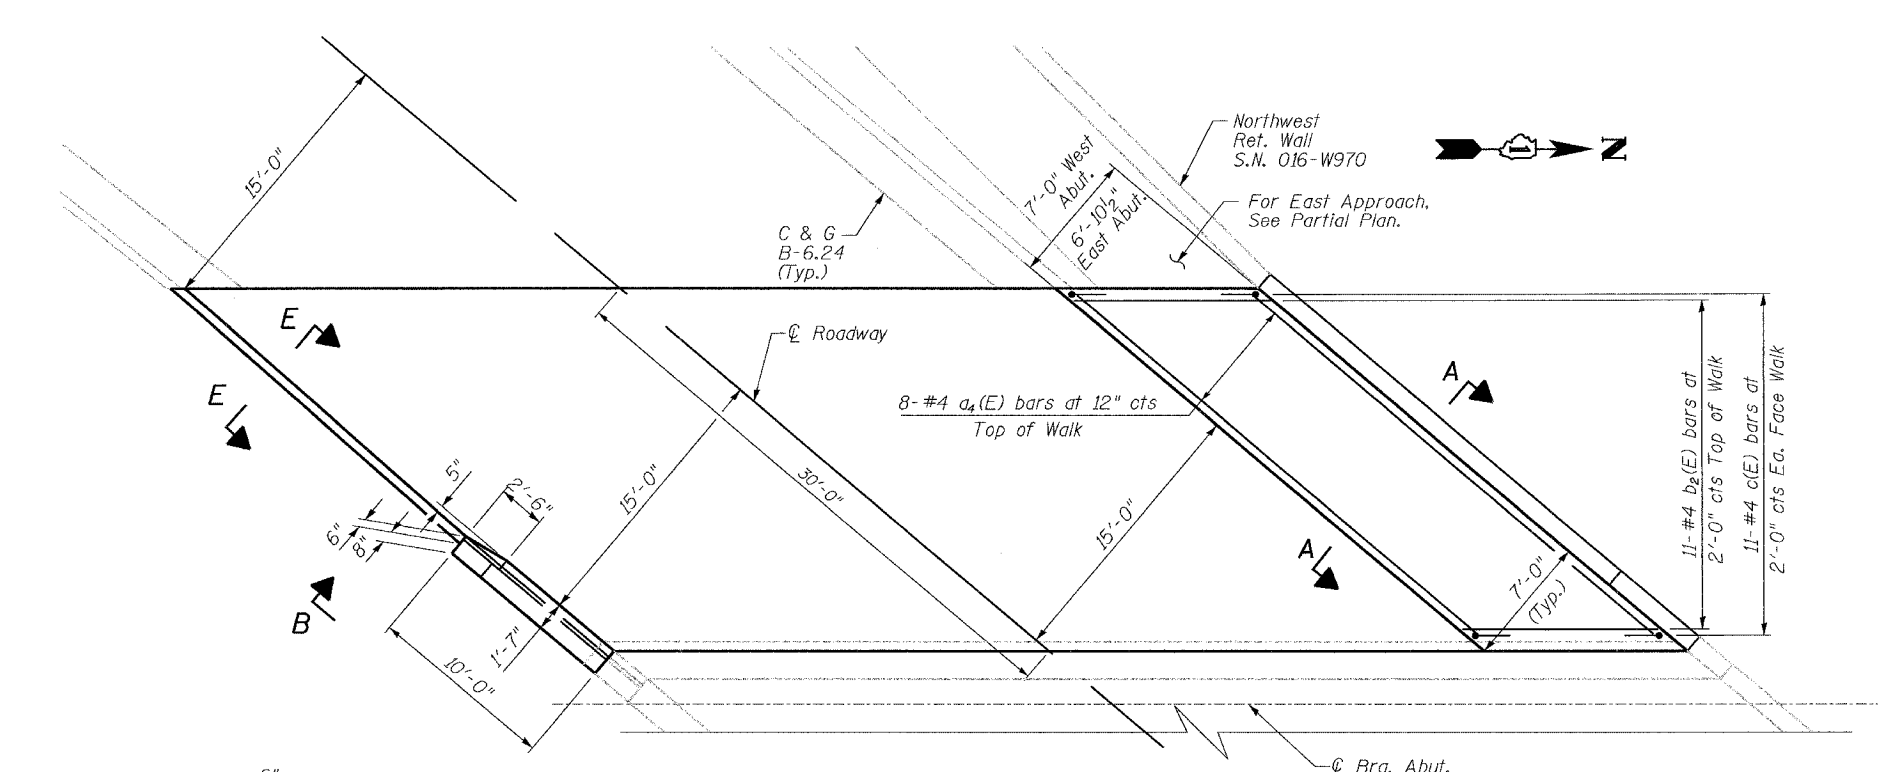 15'-0"
C & G
B-6.24
(Typ.)
7'-0" West
Abut.
6'-10½"
East Abut.
Northwest
Ret. Wall
S.N. 016-W970
For East Approach,
See Partial Plan.
N
E
E
℄ Roadway
8-#4 a₄(E) bars at 12" cts
Top of Walk
A
A
11-#4 b₂(E) bars at
2'-0" cts Top of Walk
11-#4 c(E) bars at
2'-0" cts Ea. Face Walk
5"
2'-6"
6"
8"
15'-0"
30'-0"
15'-0"
7'-0"
(Typ.)
B
1'-7"
10'-0"
℄ Brg. Abut.